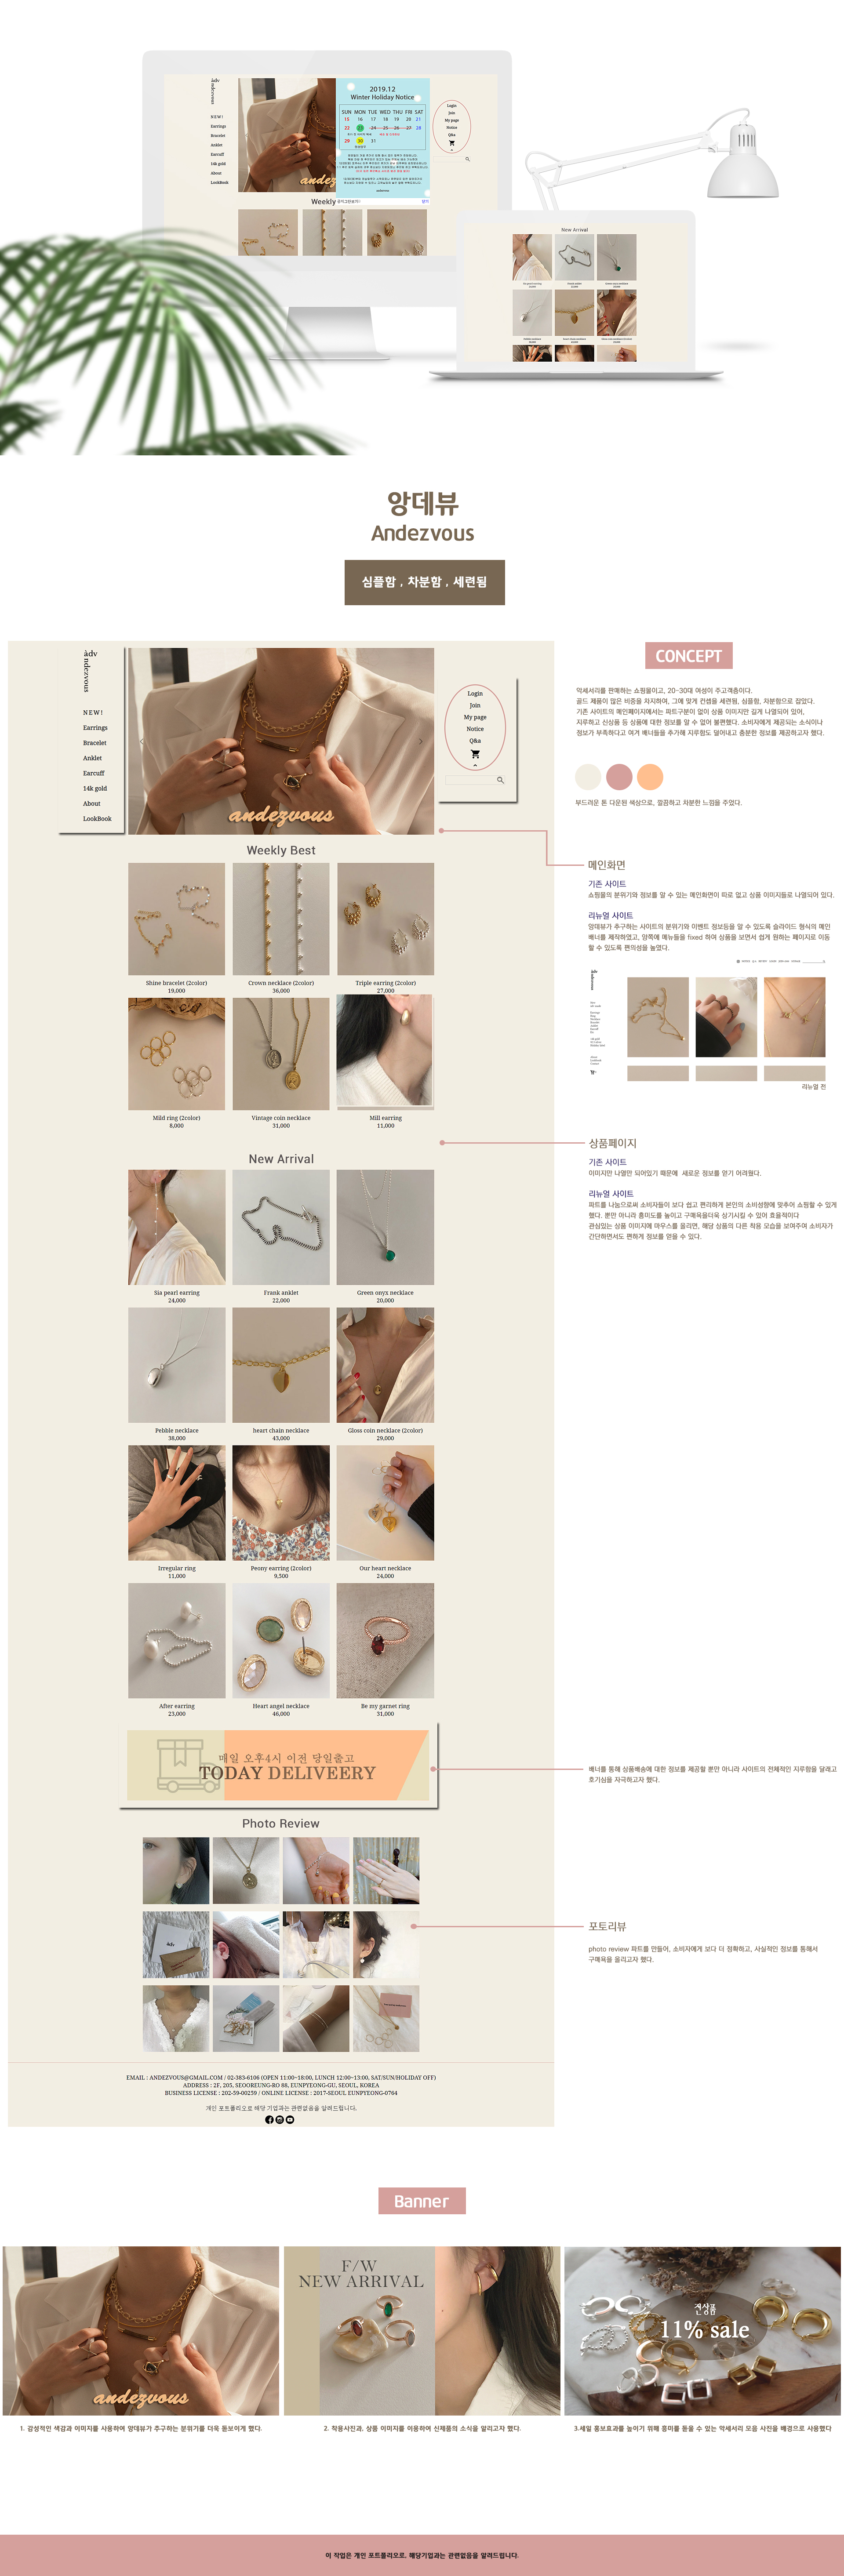 àdv
ndezvous
NEW!
Earrings
Bracelet
Anklet
Earcuff
14k gold
About
LookBook
2019.12
Winter Holiday Notice
SUN MON TUE WED THU FRI SAT
15 16 17 18 19 20 21
22 23 24 25 26 27 28
29 30 31
andez
닫기
Login
Join
My page
Notice
Q&a
Weekly
New Arrival
앙데뷰
Andezvous
심플함 , 차분함 , 세련됨
àdv
ndezvous
NEW!
Earrings
Bracelet
Anklet
Earcuff
14k gold
About
LookBook
andezvous
Login
Join
My page
Notice
Q&a
CONCEPT
악세서리를 판매하는 쇼핑몰이고, 20-30대 여성이 주고객층이다.
골드 제품이 많은 비중을 차지하여, 그에 맞게 컨셉을 세련됨, 심플함, 차분함으로 잡았다.
기존 사이트의 메인페이지에서는 파트구분이 없이 상품 이미지만 길게 나열되어 있어,
지루하고 신상품 등 상품에 대한 정보를 알 수 없어 불편했다. 소비자에게 제공되는 소식이나
정보가 부족하다고 여겨 배너들을 추가해 지루함도 덜어내고 충분한 정보를 제공하고자 했다.
부드러운 톤 다운된 색상으로, 깔끔하고 차분한 느낌을 주었다.
메인화면
기존 사이트
쇼핑몰의 분위기와 정보를 알 수 있는 메인화면이 따로 없고 상품 이미지들로 나열되어 있다.
리뉴얼 사이트
앙데뷰가 추구하는 사이트의 분위기와 이벤트 정보등을 알 수 있도록 슬라이드 형식의 메인
배너를 제작하였고, 양쪽에 메뉴들을 fixed 하여 상품을 보면서 쉽게 원하는 페이지로 이동
할 수 있도록 편의성을 높였다.
리뉴얼 전
Weekly Best
Shine bracelet (2color)
19,000
Crown necklace (2color)
36,000
Triple earring (2color)
27,000
Mild ring (2color)
8,000
Vintage coin necklace
31,000
Mill earring
11,000
상품페이지
기존 사이트
이미지만 나열만 되어있기 때문에 새로운 정보를 얻기 어려웠다.
리뉴얼 사이트
파트를 나눔으로써 소비자들이 보다 쉽고 편리하게 본인의 소비성향에 맞추어 쇼핑할 수 있게
했다. 뿐만 아니라 흥미도를 높이고 구매욕을더욱 상기시킬 수 있어 효율적이다
관심있는 상품 이미지에 마우스를 올리면, 해당 상품의 다른 착용 모습을 보여주어 소비자가
간단하면서도 편하게 정보를 얻을 수 있다.
New Arrival
Sia pearl earring
24,000
Frank anklet
22,000
Green onyx necklace
20,000
Pebble necklace
38,000
heart chain necklace
43,000
Gloss coin necklace (2color)
29,000
Irregular ring
11,000
Peony earring (2color)
9,500
Our heart necklace
24,000
After earring
23,000
Heart angel necklace
46,000
Be my garnet ring
31,000
매일 오후4시 이전 당일출고
TODAY DELIVEERY
배너를 통해 상품배송에 대한 정보를 제공할 뿐만 아니라 사이트의 전체적인 지루함을 달래고
호기심을 자극하고자 했다.
Photo Review
àdv
포토리뷰
photo review 파트를 만들어, 소비자에게 보다 더 정확하고, 사실적인 정보를 통해서
구매욕을 올리고자 했다.
EMAIL : ANDEZVOUS@GMAIL.COM / 02-383-6106 (OPEN 11:00~18:00, LUNCH 12:00~13:00, SAT/SUN/HOLIDAY OFF)
ADDRESS : 2F, 205, SEOOREUNG-RO 88, EUNPYEONG-GU, SEOUL, KOREA
BUSINESS LICENSE : 202-59-00259 / ONLINE LICENSE : 2017-SEOUL EUNPYEONG-0764
개인 포트폴리오로 해당 기업과는 관련없음을 알려드립니다.
Banner
andezvous
F/W
NEW ARRIVAL
전상품
11% sale
1. 감성적인 색감과 이미지를 사용하여 앙데뷰가 추구하는 분위기를 더욱 돋보이게 했다.
2. 착용사진과, 상품 이미지를 이용하여 신제품의 소식을 알리고자 했다.
3.세일 홍보효과를 높이기 위해 흥미를 돋울 수 있는 악세서리 모음 사진을 배경으로 사용했다
이 작업은 개인 포트폴리오로, 해당기업과는 관련없음을 알려드립니다.